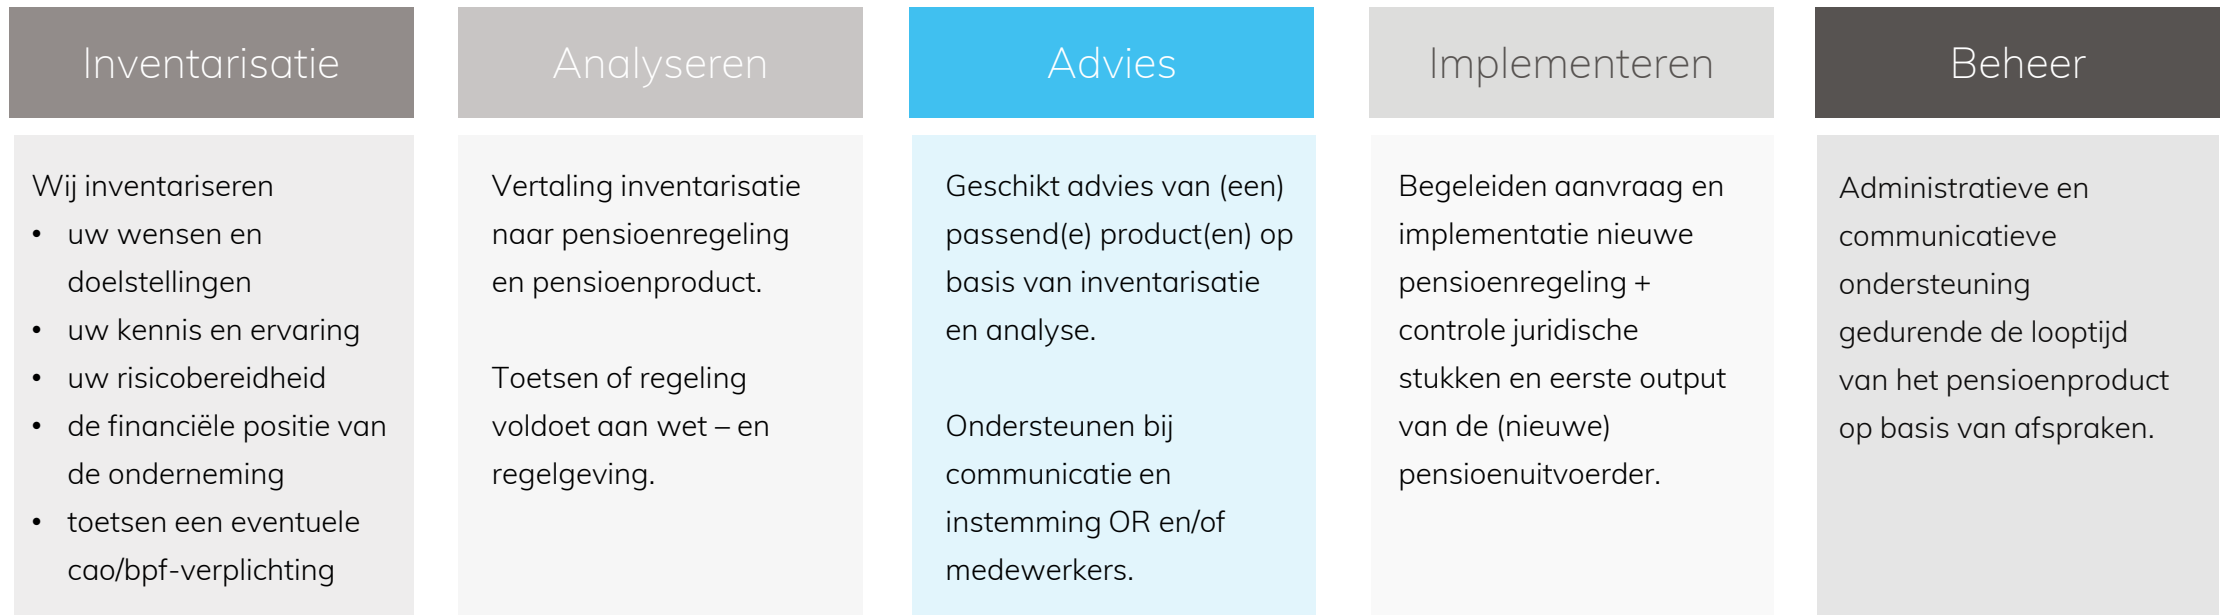 Inventarisatie
Wij inventariseren
• uw wensen en
doelstellingen
• uw kennis en ervaring
• uw risicobereidheid
• de financiële positie van
de onderneming
• toetsen een eventuele
cao/bpf-verplichting
Analyseren
Vertaling inventarisatie
naar pensioenregeling
en pensioenproduct.
Toetsen of regeling
voldoet aan wet – en
regelgeving.
Advies
Geschikt advies van (een)
passend(e) product(en) op
basis van inventarisatie
en analyse.
Ondersteunen bij
communicatie en
instemming OR en/of
medewerkers.
Implementeren
Begeleiden aanvraag en
implementatie nieuwe
pensioenregeling +
controle juridische
stukken en eerste output
van de (nieuwe)
pensioenuitvoerder.
Beheer
Administratieve en
communicatieve
ondersteuning
gedurende de looptijd
van het pensioenproduct
op basis van afspraken.